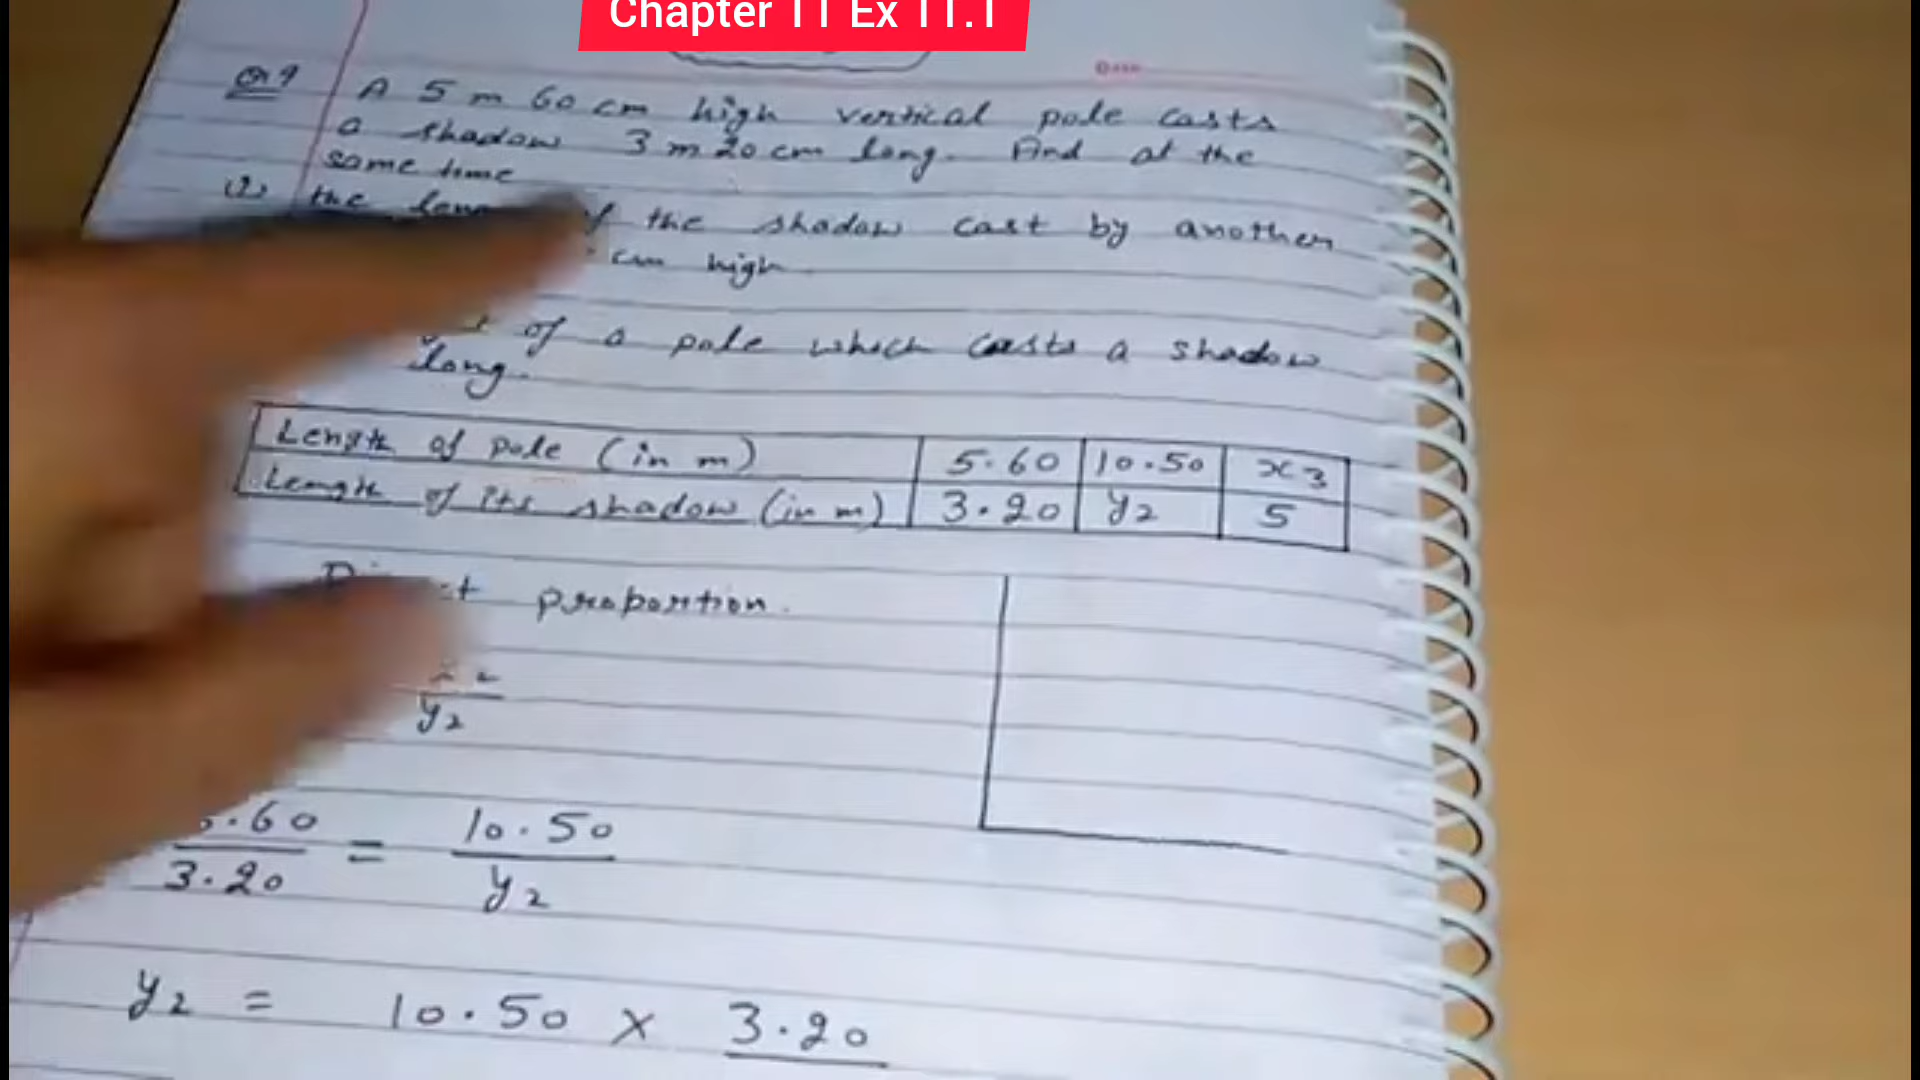 Chapter 11 Ex 11.1
Q.9 A 5 m 60 cm high vertical pole casts
a shadow 3 m 20 cm long. Find at the
same time
the of the shadow cast by another
cm high
of a pole which casts a shadow
long.
Length of pole (in m) 5.60 10.50 x3
Length of its shadow (in m) 3.20 y2 5
proportion.
y2
.60 = 10.50
3.20 y2
y2 = 10.50 × 3.20